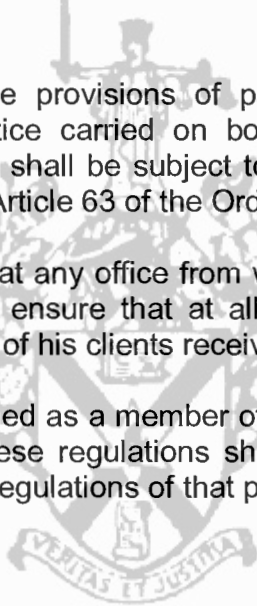 e provisions of p
tice carried on bo
shall be subject to
Article 63 of the Ord
at any office from
ensure that at all
of his clients receiv
ed as a member of
ese regulations sh
egulations of that p
VERITAS ET JUSTITIA